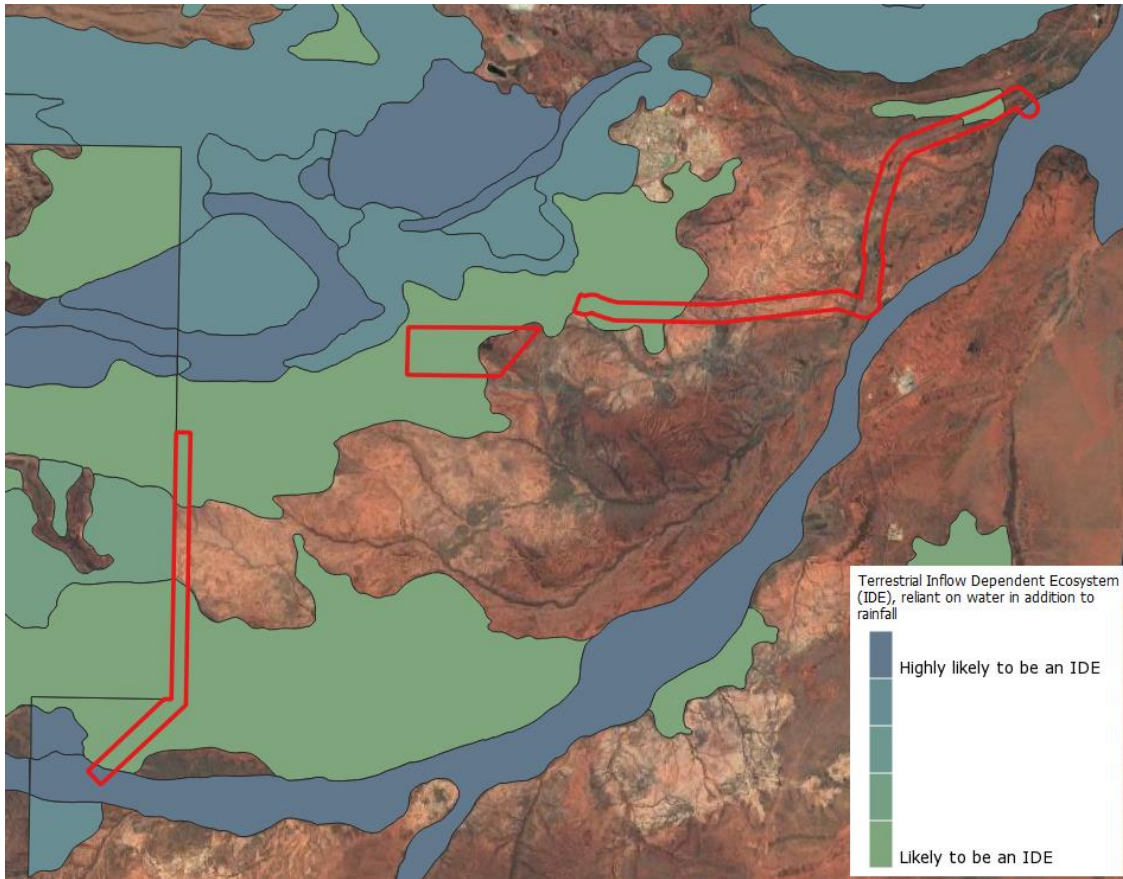 Terrestrial Inflow Dependent Ecosystem
(IDE), reliant on water in addition to
rainfall
Highly likely to be an IDE
Likely to be an IDE